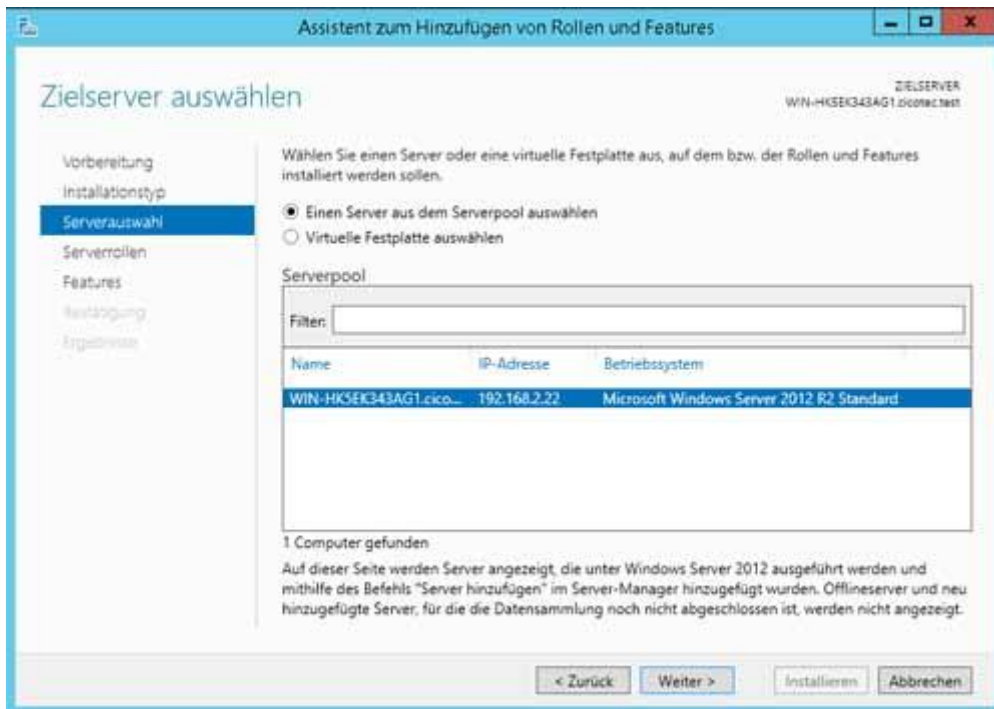 Assistent zum Hinzufügen von Rollen und Features
Zielserver auswählen
ZIELSERVER
WIN-HK5EK343AG1.cicotec.test
Vorbereitung
Installationstyp
Serverauswahl
Serverrollen
Features
Bestätigung
Ergebnisse
Wählen Sie einen Server oder eine virtuelle Festplatte aus, auf dem bzw. der Rollen und Features
installiert werden sollen.
Einen Server aus dem Serverpool auswählen
Virtuelle Festplatte auswählen
Serverpool
Filter:
Name IP-Adresse Betriebssystem
WIN-HK5EK343AG1.cico... 192.168.2.22 Microsoft Windows Server 2012 R2 Standard
1 Computer gefunden
Auf dieser Seite werden Server angezeigt, die unter Windows Server 2012 ausgeführt werden und
mithilfe des Befehls "Server hinzufügen" im Server-Manager hinzugefügt wurden. Offlineserver und neu
hinzugefügte Server, für die die Datensammlung noch nicht abgeschlossen ist, werden nicht angezeigt.
< Zurück Weiter > Installieren Abbrechen